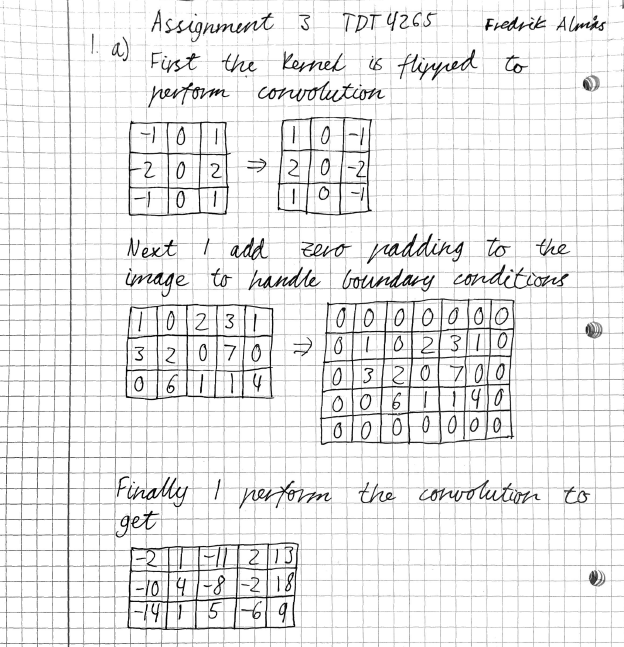 Assignment 3 TDT4265 Fredrik Almås
1. a) First the kernel is flipped to
perform convolution
-1 0 1 ⇒ 1 0 -1
-2 0 2 2 0 -2
-1 0 1 1 0 -1
Next I add zero padding to the
image to handle boundary conditions
0 0 0 0 0 0 0
1 0 2 3 1 ⇒ 0 1 0 2 3 1 0
3 2 0 7 0 0 3 2 0 7 0 0
0 6 1 1 4 0 0 6 1 1 4 0
0 0 0 0 0 0 0
Finally I perform the convolution to
get
-2 1 -11 2 13
-10 4 -8 -2 18
-14 1 5 -6 9